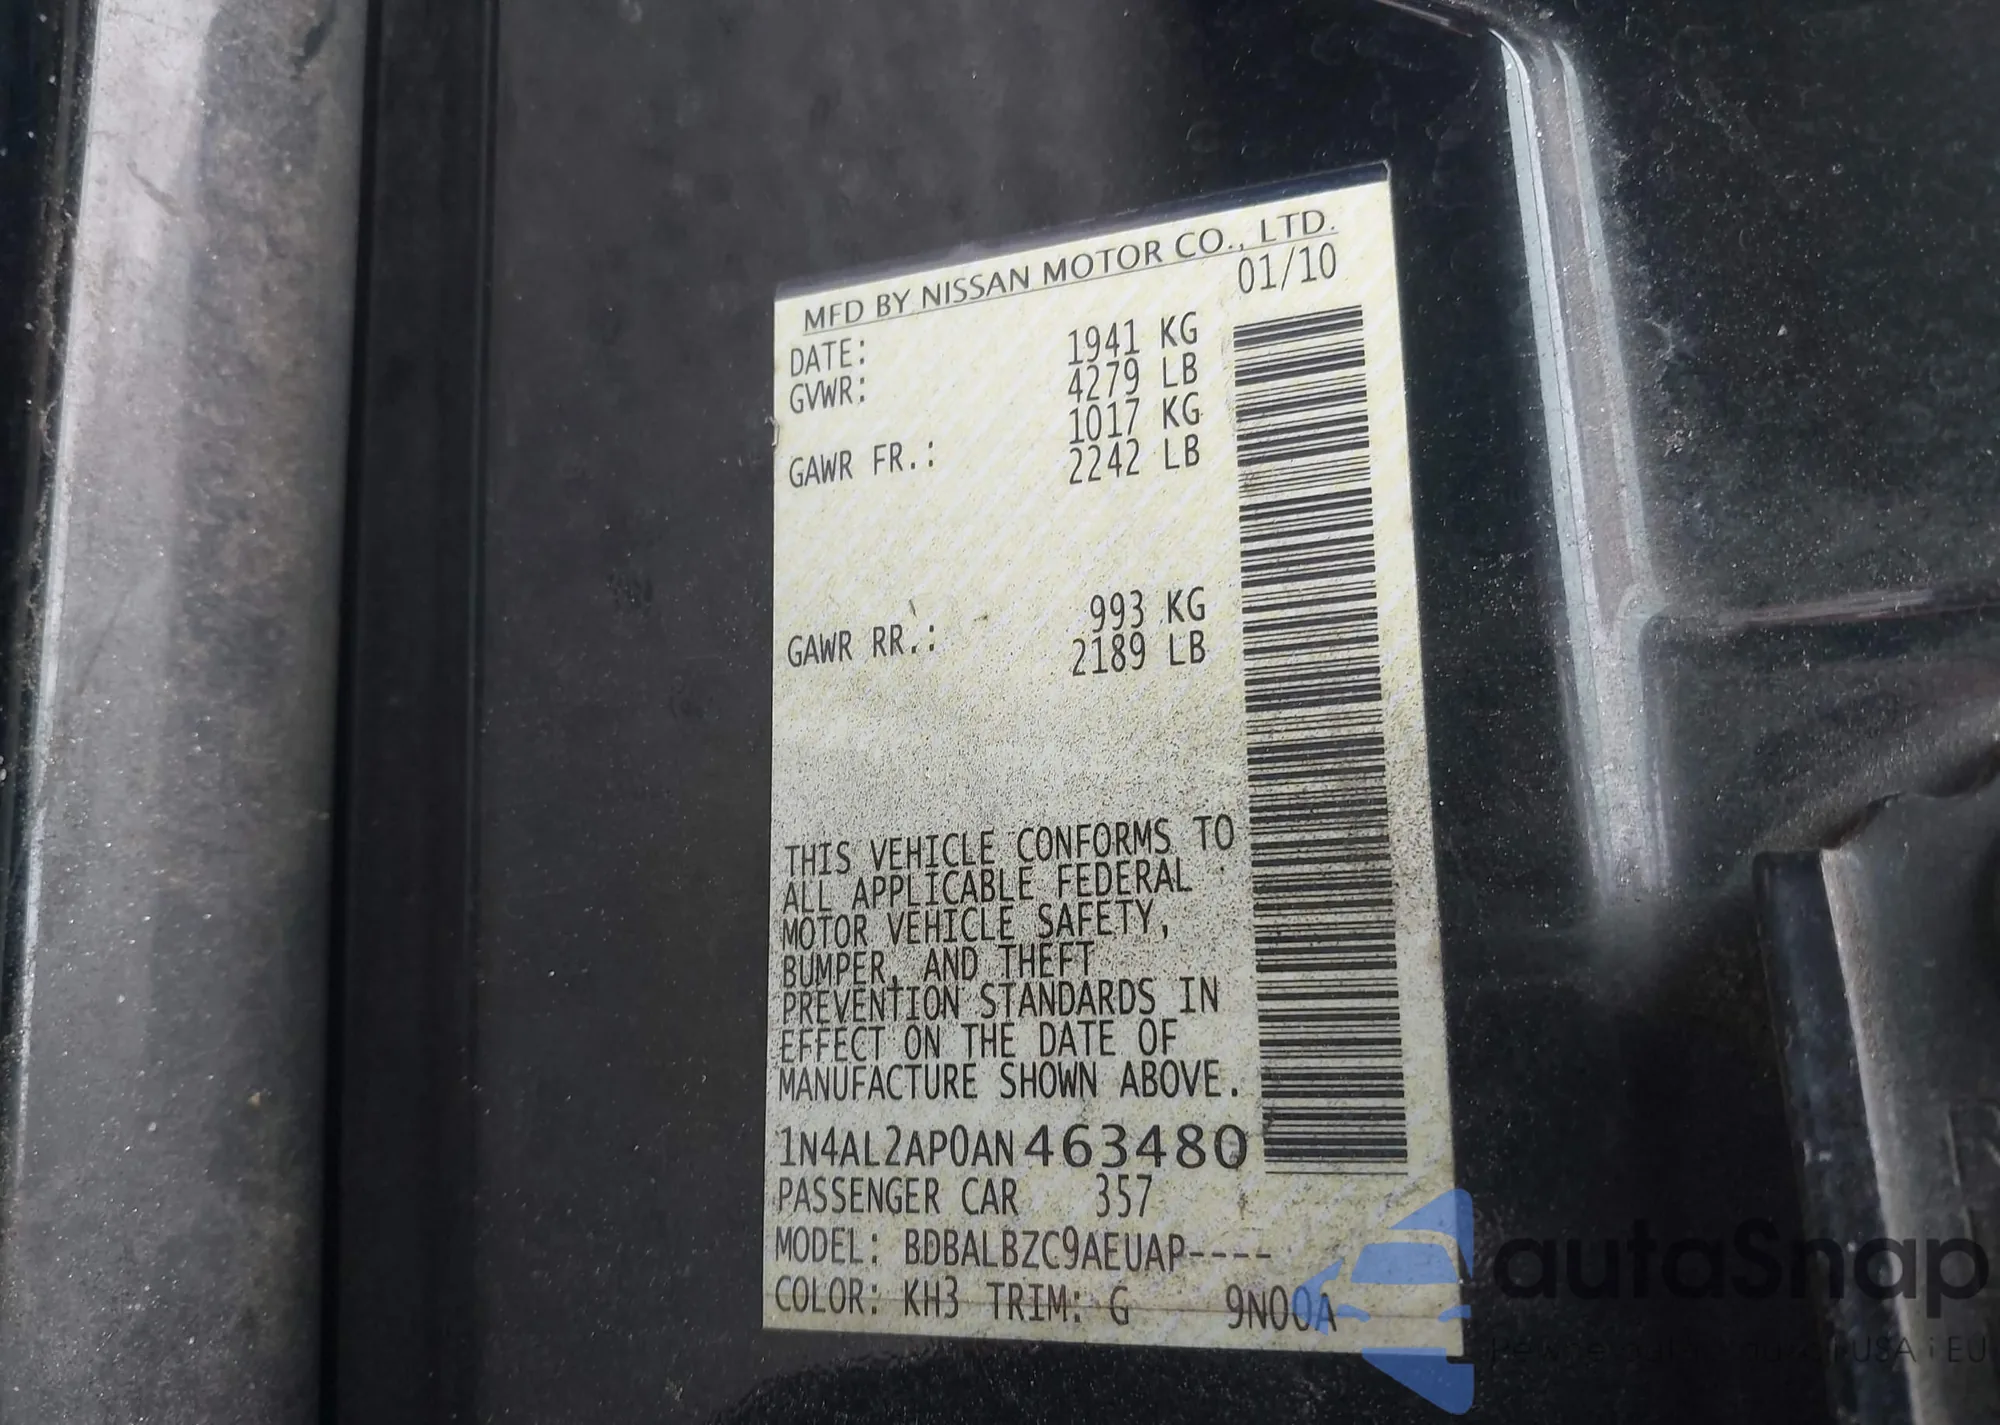 MFD BY NISSAN MOTOR CO., LTD.
DATE: 01/10
GVWR: 1941 KG
4279 LB
GAWR FR.: 1017 KG
2242 LB
GAWR RR.: 993 KG
2189 LB
THIS VEHICLE CONFORMS TO
ALL APPLICABLE FEDERAL
MOTOR VEHICLE SAFETY,
BUMPER, AND THEFT
PREVENTION STANDARDS IN
EFFECT ON THE DATE OF
MANUFACTURE SHOWN ABOVE.
1N4AL2AP0AN463480
PASSENGER CAR 357
MODEL: BDBALBZC9AEUAP----
COLOR: KH3 TRIM: G 9N00A
autaSnap
USA i EU